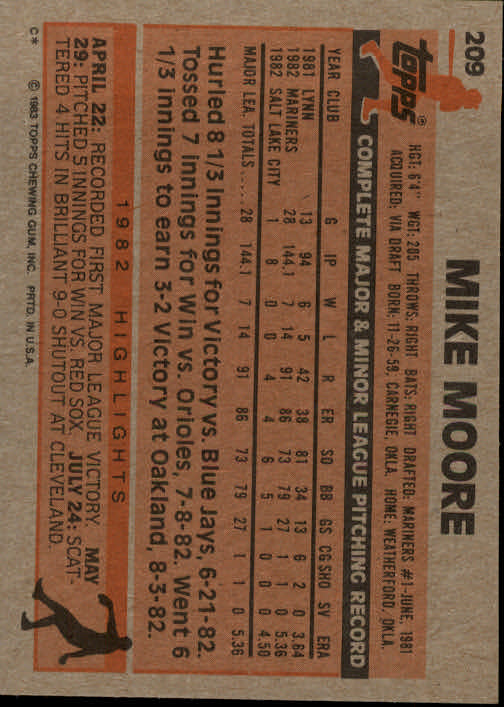 209
topps®
MIKE MOORE
HGT: 6'4" WGT: 205 THROWS: RIGHT BATS: RIGHT DRAFTED: MARINERS #1-JUNE, 1981
ACQUIRED: VIA DRAFT BORN: 11-26-59, CARNEGIE, OKLA. HOME: WEATHERFORD, OKLA.
COMPLETE MAJOR & MINOR LEAGUE PITCHING RECORD
YEAR CLUB G IP W L R ER SO BB GS CG SHO SV ERA
1981 LYNN 13 94 6 5 42 38 81 34 13 6 2 0 3.64
1982 MARINERS 28 144.1 7 14 91 86 73 79 27 1 1 0 5.36
1982 SALT LAKE CITY 1 8 0 0 4 4 6 5 1 0 0 0 4.50
MAJOR LEA. TOTALS..... 28 144.1 7 14 91 86 73 79 27 1 1 0 5.36
Hurled 8 1/3 Innings for Victory vs. Blue Jays, 6-21-82.
Tossed 7 Innings for Win vs. Orioles, 7-8-82. Went 6
1/3 innings to earn 3-2 Victory at Oakland, 8-3-82.
1982 HIGHLIGHTS
APRIL 22: RECORDED FIRST MAJOR LEAGUE VICTORY. MAY
29: PITCHED 5 INNINGS FOR WIN VS. RED SOX. JULY 24: SCAT-
TERED 4 HITS IN BRILLIANT 9-0 SHUTOUT AT CLEVELAND.
C* © 1983 TOPPS CHEWING GUM, INC. PRTD. IN U.S.A.